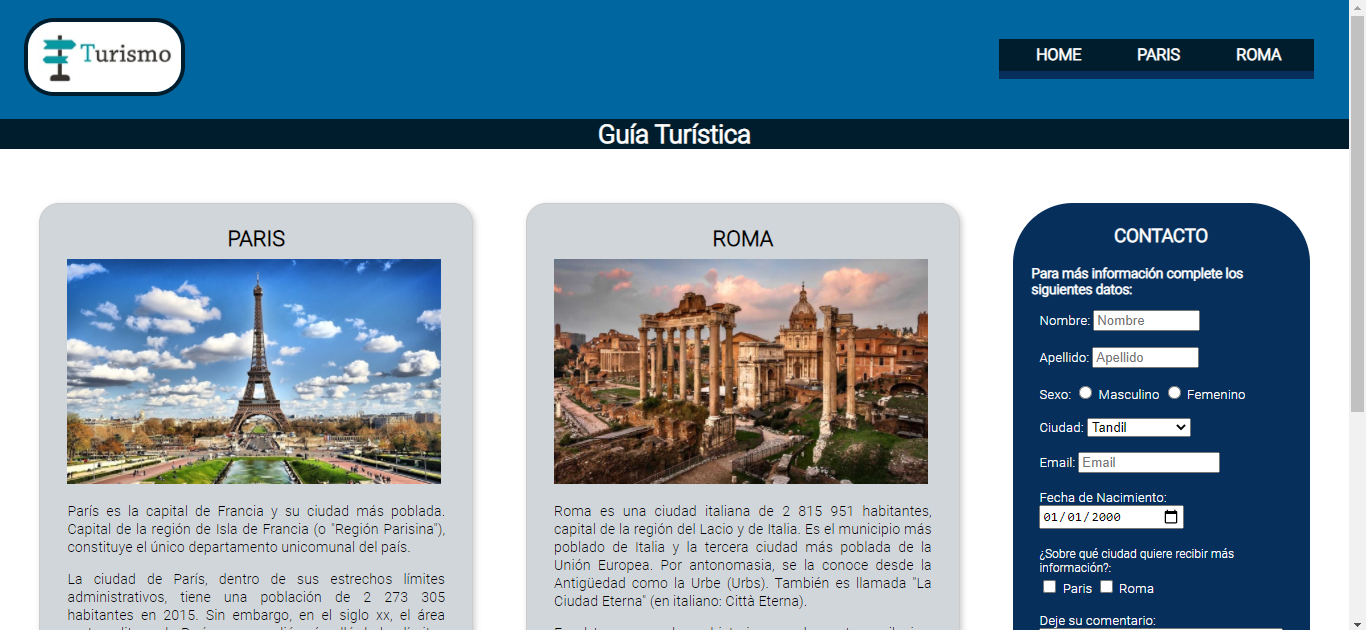 Turismo
HOME PARIS ROMA
Guía Turística
PARIS
París es la capital de Francia y su ciudad más poblada.
Capital de la región de Isla de Francia (o "Región Parisina"),
constituye el único departamento unicomunal del país.
La ciudad de París, dentro de sus estrechos límites
administrativos, tiene una población de 2 273 305
habitantes en 2015. Sin embargo, en el siglo xx, el área
ROMA
Roma es una ciudad italiana de 2 815 951 habitantes,
capital de la región del Lacio y de Italia. Es el municipio más
poblado de Italia y la tercera ciudad más poblada de la
Unión Europea. Por antonomasia, se la conoce desde la
Antigüedad como la Urbe (Urbs). También es llamada "La
Ciudad Eterna" (en italiano: Città Eterna).
CONTACTO
Para más información complete los
siguientes datos:
Nombre: Nombre
Apellido: Apellido
Sexo: Masculino Femenino
Ciudad: Tandil
Email: Email
Fecha de Nacimiento:
01/01/2000
¿Sobre qué ciudad quiere recibir más
información?:
Paris Roma
Deje su comentario: